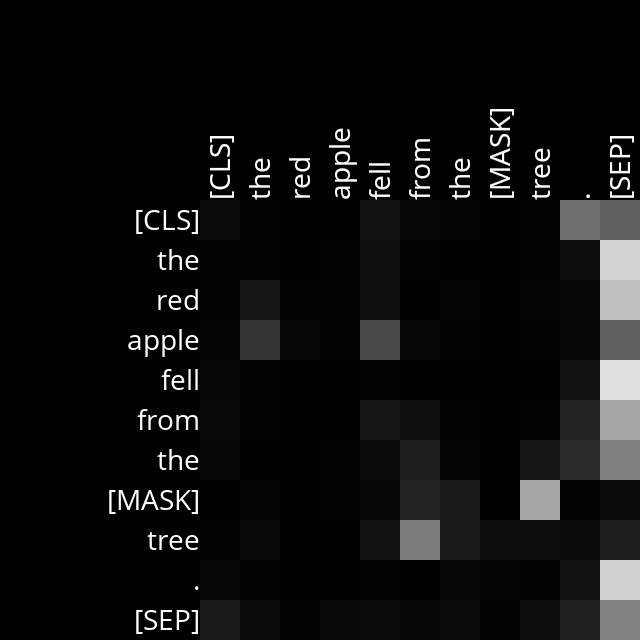 [CLS] the red apple fell from the [MASK] tree . [SEP]
[CLS]
the
red
apple
fell
from
the
[MASK]
tree
.
[SEP]